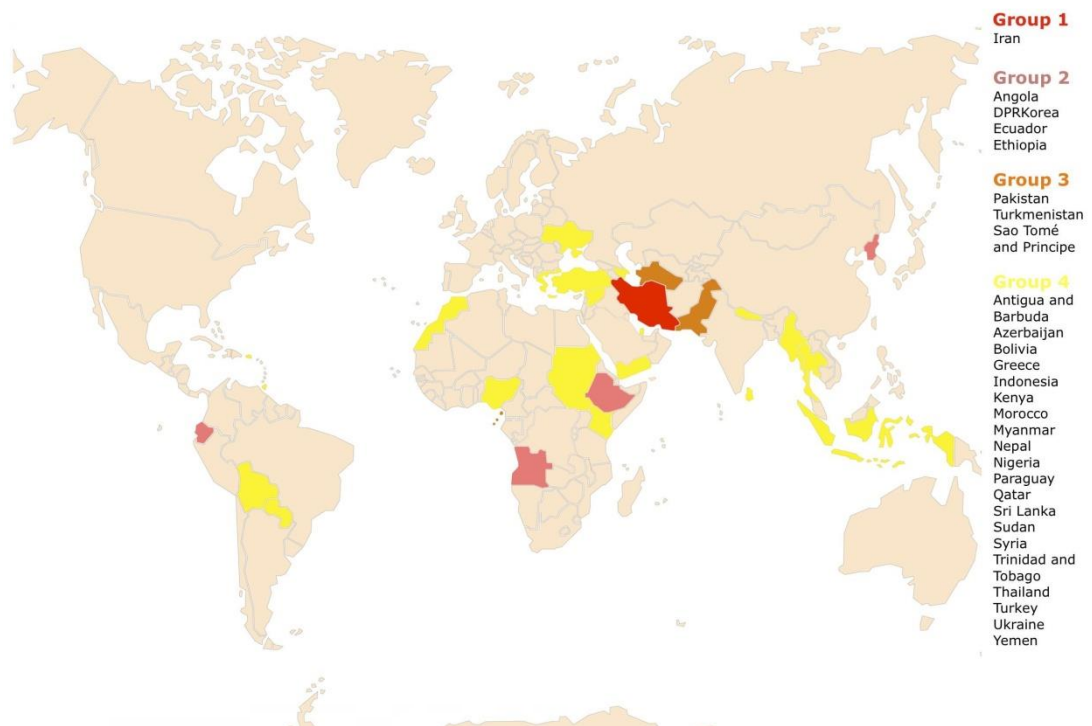 Group 1
Iran
Group 2
Angola
DPRKorea
Ecuador
Ethiopia
Group 3
Pakistan
Turkmenistan
Sao Tomé
and Principe
Group 4
Antigua and
Barbuda
Azerbaijan
Bolivia
Greece
Indonesia
Kenya
Morocco
Myanmar
Nepal
Nigeria
Paraguay
Qatar
Sri Lanka
Sudan
Syria
Trinidad and
Tobago
Thailand
Turkey
Ukraine
Yemen